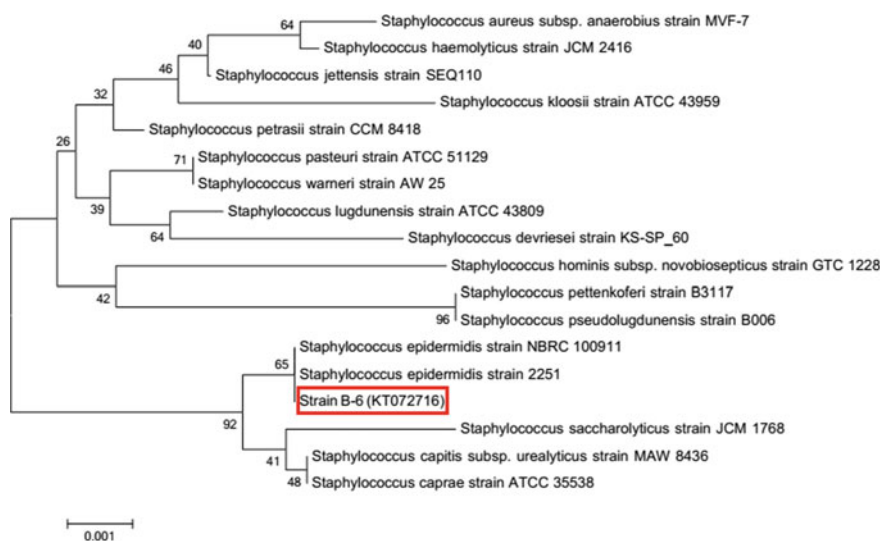 64
Staphylococcus aureus subsp. anaerobius strain MVF-7
40
Staphylococcus haemolyticus strain JCM 2416
46
Staphylococcus jettensis strain SEQ110
32
Staphylococcus kloosii strain ATCC 43959
Staphylococcus petrasii strain CCM 8418
26
71
Staphylococcus pasteuri strain ATCC 51129
Staphylococcus warneri strain AW 25
39
Staphylococcus lugdunensis strain ATCC 43809
64
Staphylococcus devriesei strain KS-SP_60
Staphylococcus hominis subsp. novobiosepticus strain GTC 1228
42
Staphylococcus pettenkoferi strain B3117
96
Staphylococcus pseudolugdunensis strain B006
Staphylococcus epidermidis strain NBRC 100911
65
Staphylococcus epidermidis strain 2251
Strain B-6 (KT072716)
92
Staphylococcus saccharolyticus strain JCM 1768
41
Staphylococcus capitis subsp. urealyticus strain MAW 8436
48
Staphylococcus caprae strain ATCC 35538
0.001